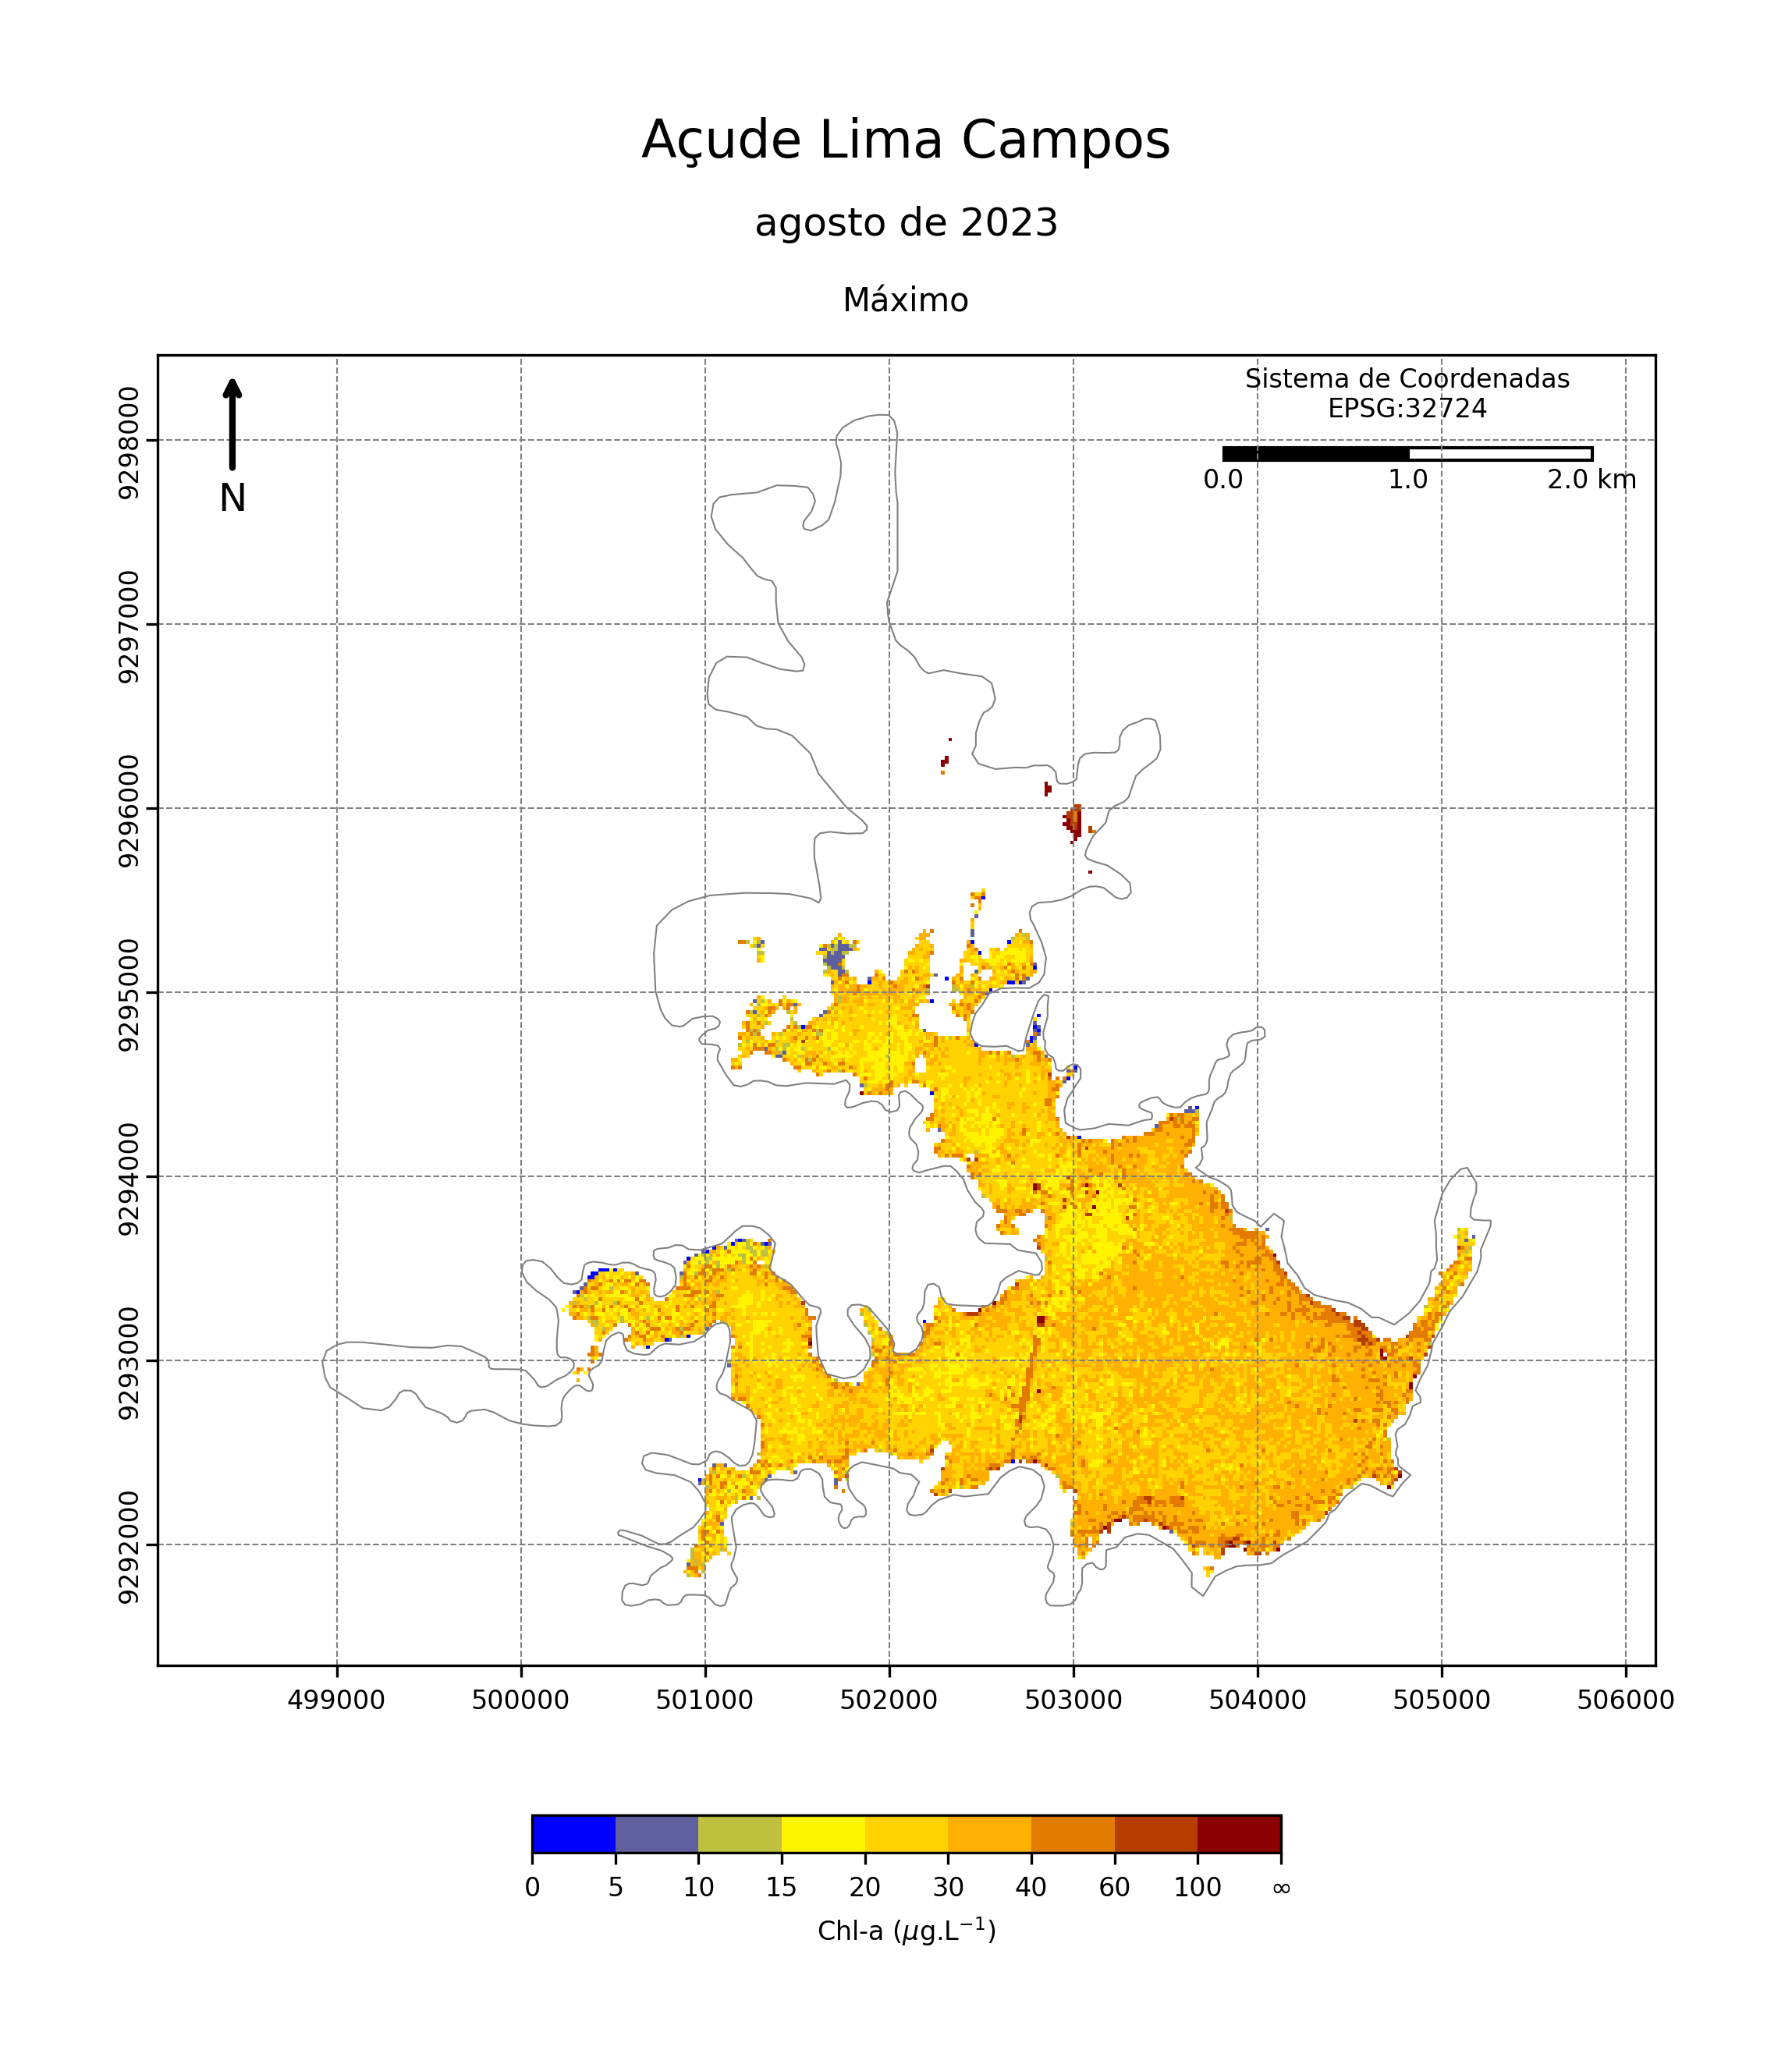 Açude Lima Campos
agosto de 2023
Máximo
Sistema de Coordenadas
EPSG:32724
0.0 1.0 2.0 km
N
9298000
9297000
9296000
9295000
9294000
9293000
9292000
499000 500000 501000 502000 503000 504000 505000 506000
0 5 10 15 20 30 40 60 100 ∞
Chl-a (μg.L⁻¹)